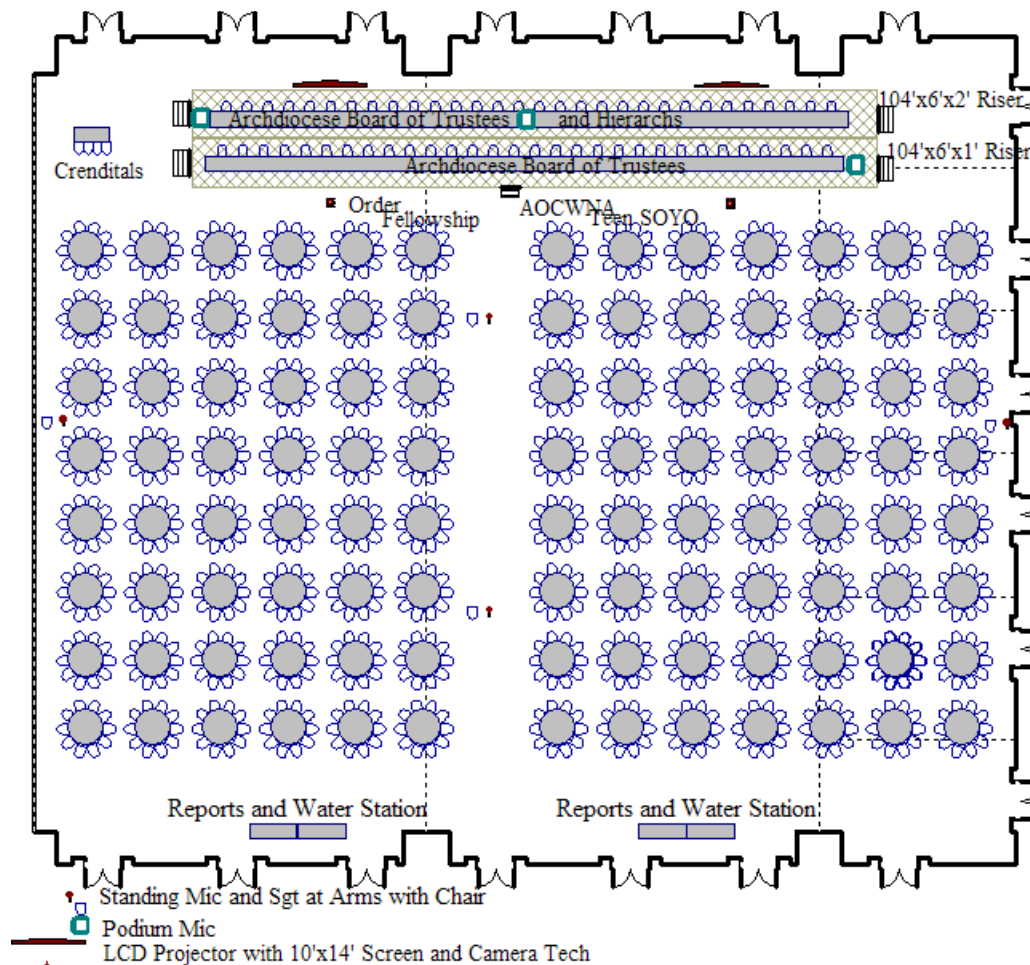 104'x6'x2' Riser
Archdiocese Board of Trustees and Hierarchs
104'x6'x1' Riser
Archdiocese Board of Trustees
Crenditals
Order
AOCWNA
Fellowship
Teen SOYO
Reports and Water Station
Reports and Water Station
Standing Mic and Sgt at Arms with Chair
Podium Mic
LCD Projector with 10'x14' Screen and Camera Tech